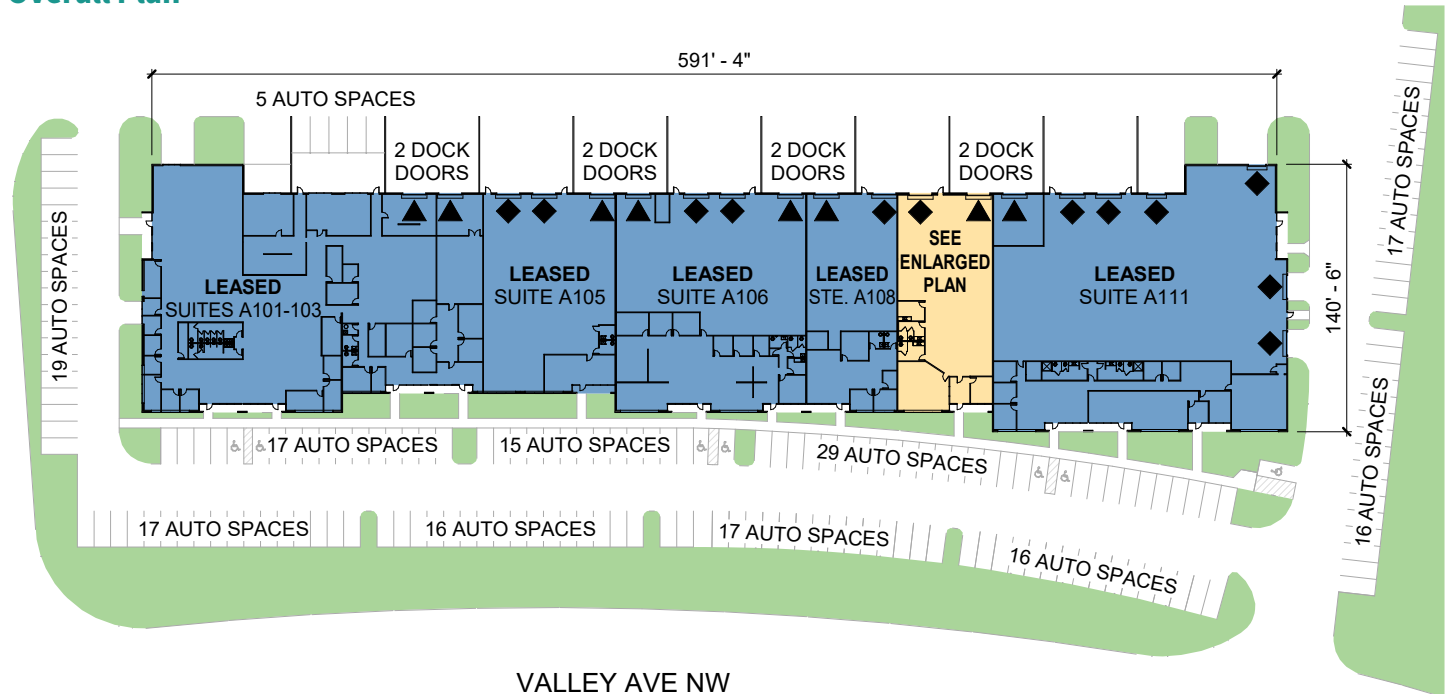 Overall Plan
591' - 4"
5 AUTO SPACES
2 DOCK
DOORS
2 DOCK
DOORS
2 DOCK
DOORS
2 DOCK
DOORS
17 AUTO SPACES
19 AUTO SPACES
LEASED
SUITES A101-103
LEASED
SUITE A105
LEASED
SUITE A106
LEASED
STE. A108
SEE
ENLARGED
PLAN
LEASED
SUITE A111
140' - 6"
17 AUTO SPACES
15 AUTO SPACES
29 AUTO SPACES
16 AUTO SPACES
17 AUTO SPACES
16 AUTO SPACES
17 AUTO SPACES
16 AUTO SPACES
VALLEY AVE NW